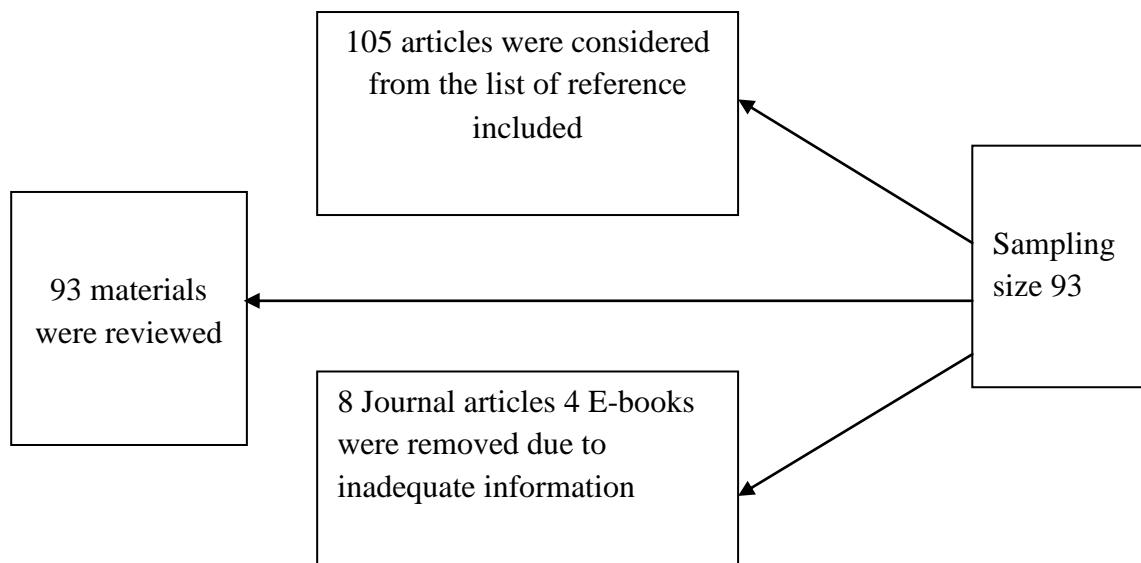 105 articles were considered
from the list of reference
included
93 materials
were reviewed
Sampling
size 93
8 Journal articles 4 E-books
were removed due to
inadequate information